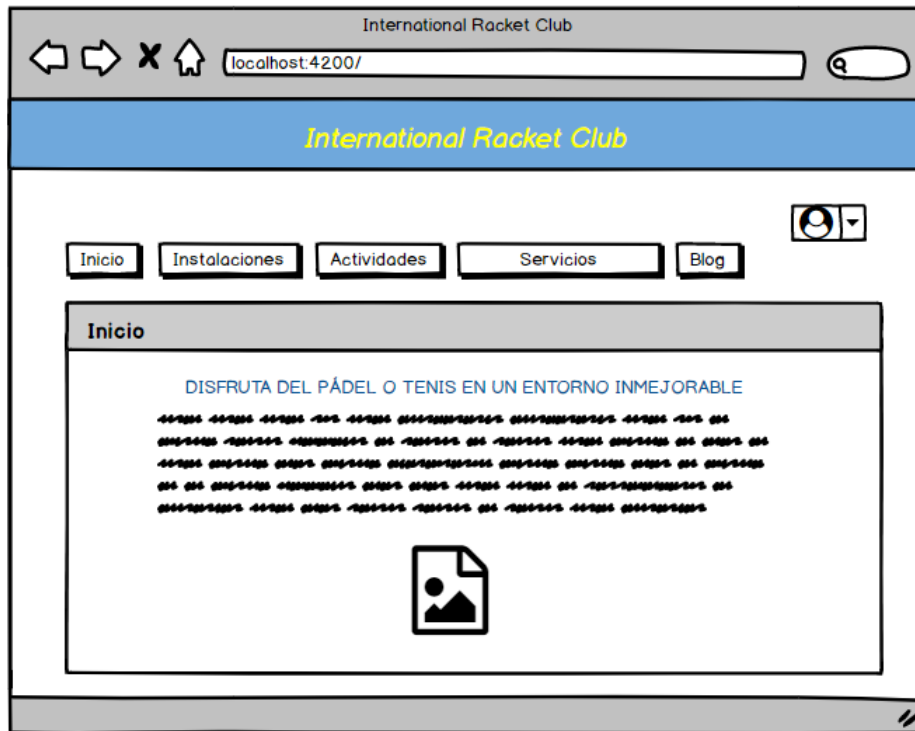 International Racket Club
localhost:4200/
International Racket Club
Inicio
Instalaciones
Actividades
Servicios
Blog
Inicio
DISFRUTA DEL PÁDEL O TENIS EN UN ENTORNO INMEJORABLE